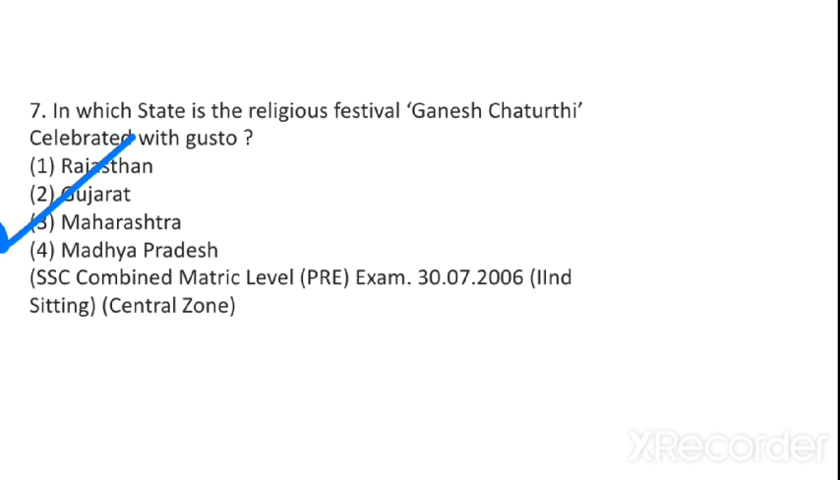 7. In which State is the religious festival ‘Ganesh Chaturthi’
Celebrated with gusto ?
(1) Rajasthan
(2) Gujarat
(3) Maharashtra
(4) Madhya Pradesh
(SSC Combined Matric Level (PRE) Exam. 30.07.2006 (IInd
Sitting) (Central Zone)
XRecorder